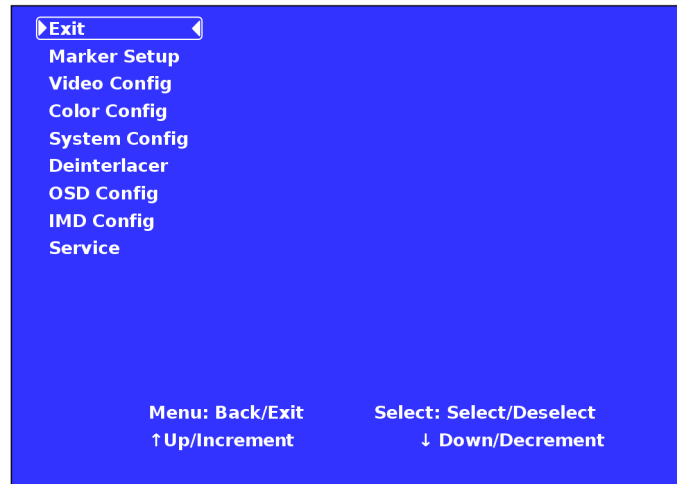 Exit
Marker Setup
Video Config
Color Config
System Config
Deinterlacer
OSD Config
IMD Config
Service
Menu: Back/Exit Select: Select/Deselect
↑Up/Increment ↓ Down/Decrement